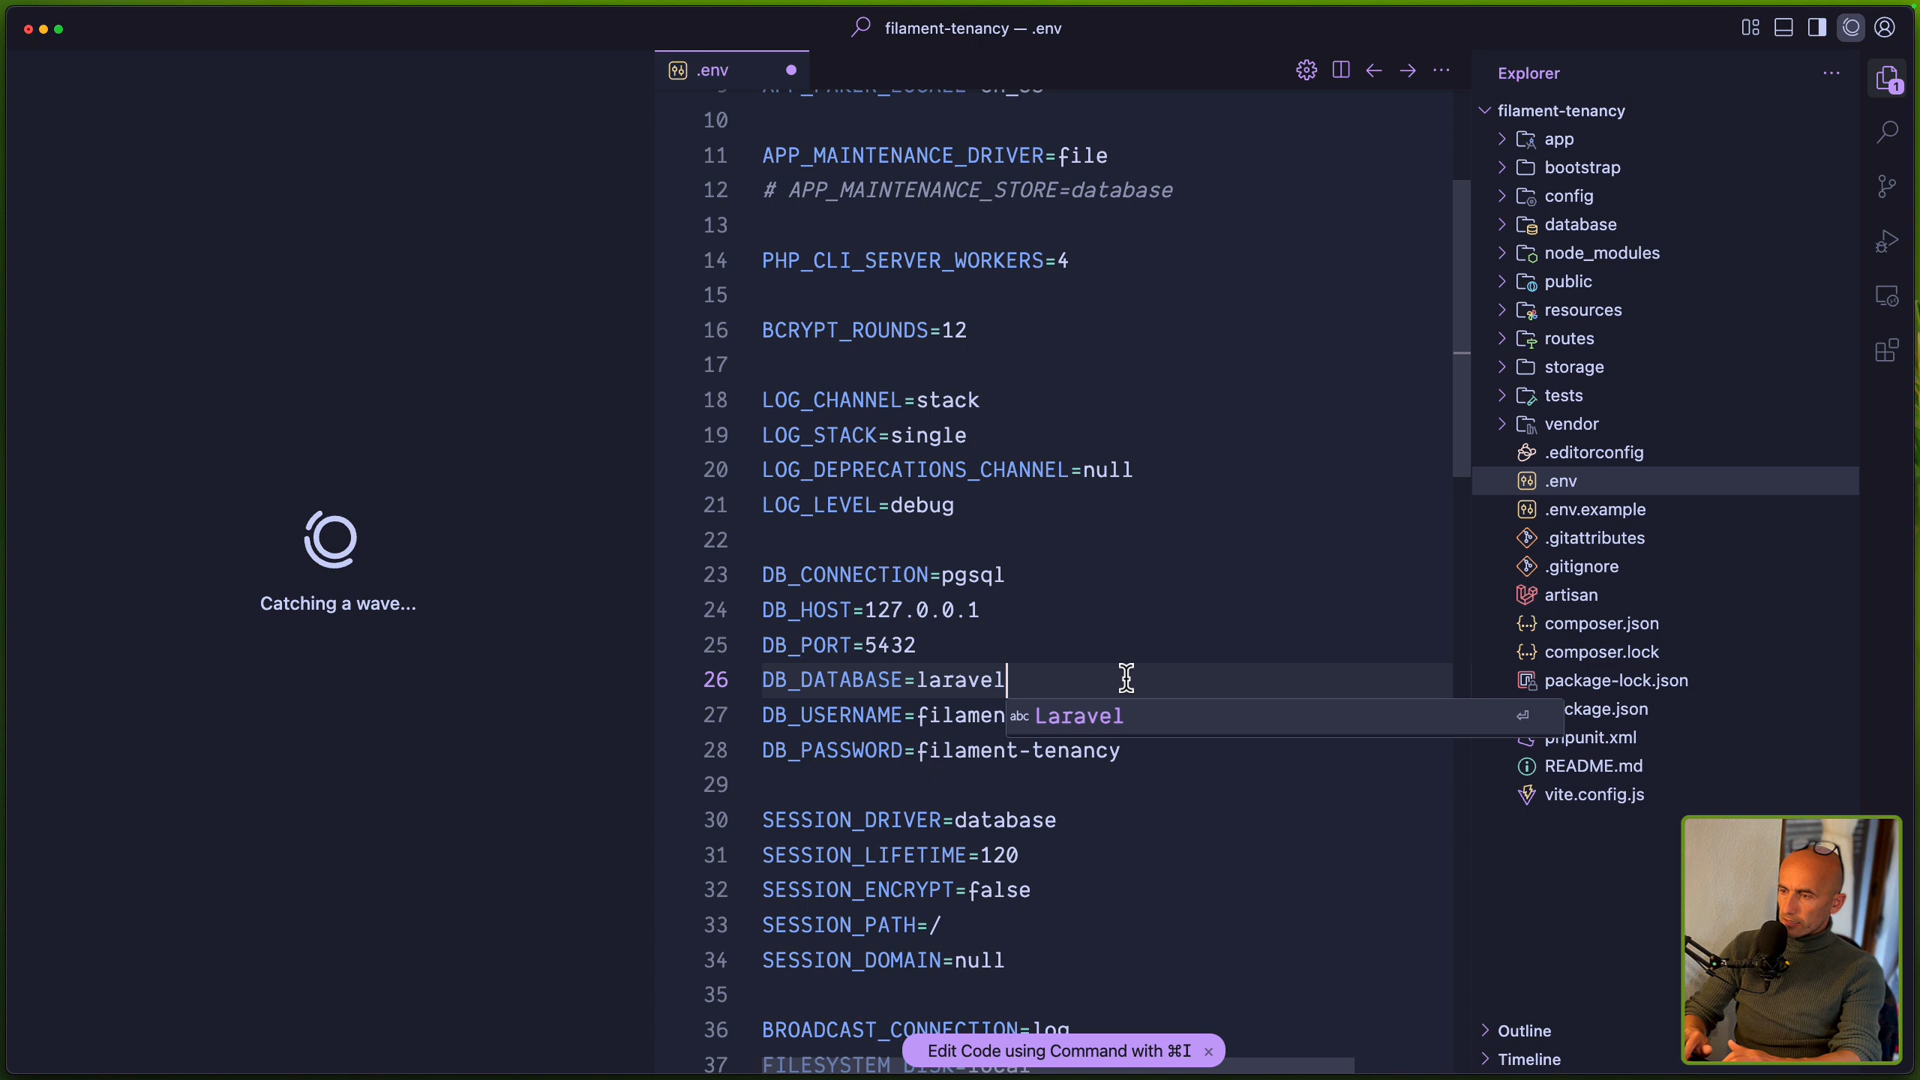 filament-tenancy — .env
.env
10
11 APP_MAINTENANCE_DRIVER=file
12 # APP_MAINTENANCE_STORE=database
13
14 PHP_CLI_SERVER_WORKERS=4
15
16 BCRYPT_ROUNDS=12
17
18 LOG_CHANNEL=stack
19 LOG_STACK=single
20 LOG_DEPRECATIONS_CHANNEL=null
21 LOG_LEVEL=debug
22
23 DB_CONNECTION=pgsql
24 DB_HOST=127.0.0.1
25 DB_PORT=5432
26 DB_DATABASE=laravel
27 DB_USERNAME=filamen
abc Laravel
28 DB_PASSWORD=filament-tenancy
29
30 SESSION_DRIVER=database
31 SESSION_LIFETIME=120
32 SESSION_ENCRYPT=false
33 SESSION_PATH=/
34 SESSION_DOMAIN=null
35
36 BROADCAST_CONNECTION=log
37 FILESYSTEM_DISK=local
Catching a wave...
Edit Code using Command with ⌘I
Explorer
1
filament-tenancy
app
bootstrap
config
database
node_modules
public
resources
routes
storage
tests
vendor
.editorconfig
.env
.env.example
.gitattributes
.gitignore
artisan
composer.json
composer.lock
package-lock.json
ckage.json
phpunit.xml
README.md
vite.config.js
Outline
Timeline